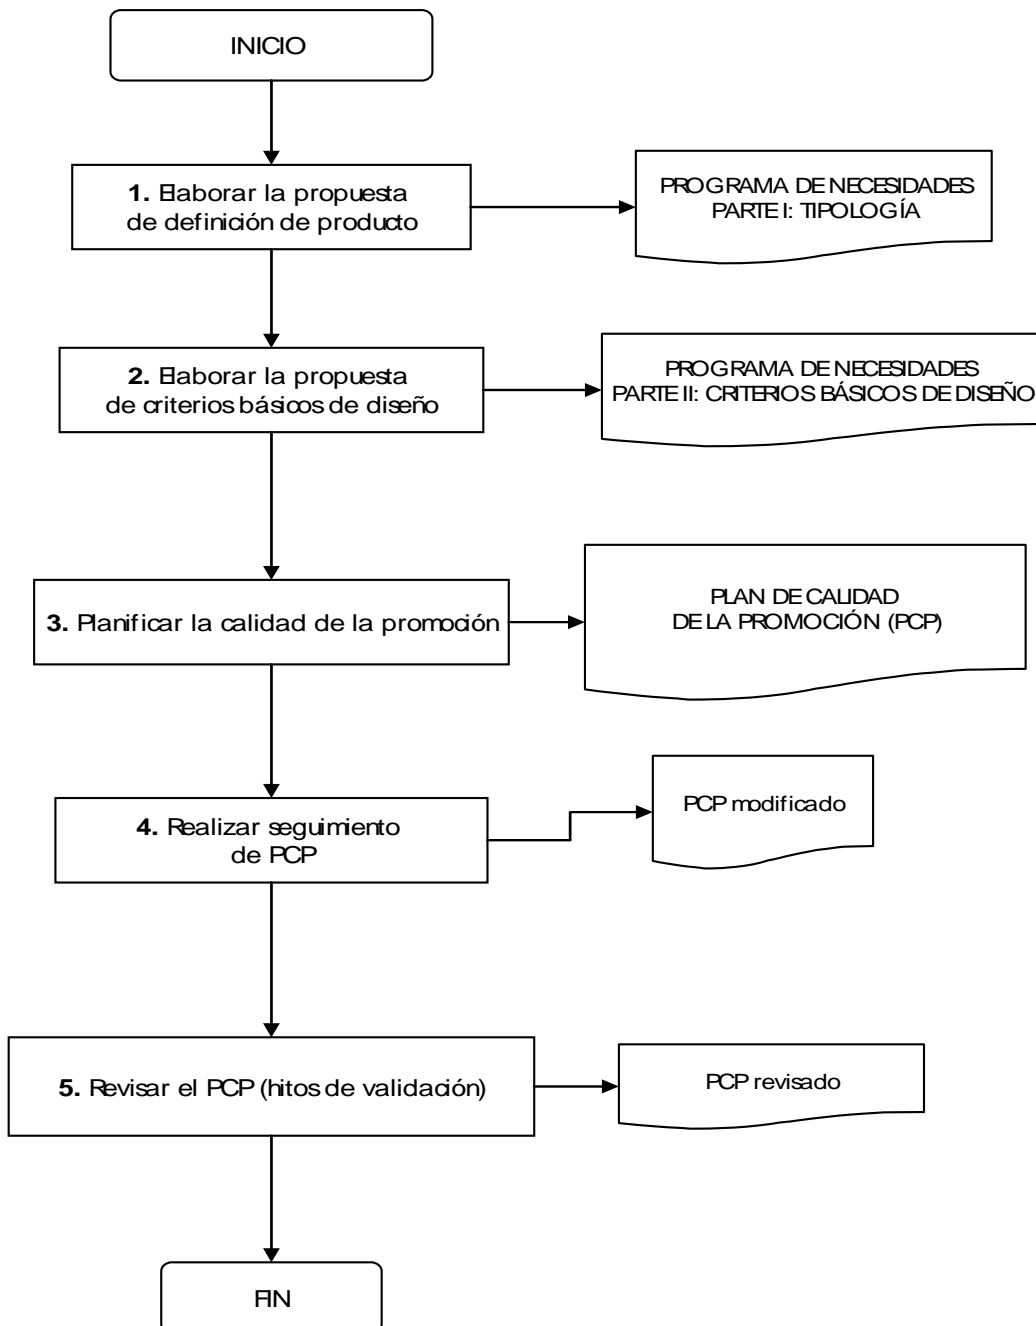 INICIO
1. Elaborar la propuesta
de definición de producto
PROGRAMA DE NECESIDADES
PARTE I: TIPOLOGÍA
2. Elaborar la propuesta
de criterios básicos de diseño
PROGRAMA DE NECESIDADES
PARTE II: CRITERIOS BÁSICOS DE DISEÑO
3. Planificar la calidad de la promoción
PLAN DE CALIDAD
DE LA PROMOCIÓN (PCP)
4. Realizar seguimiento
de PCP
PCP modificado
5. Revisar el PCP (hitos de validación)
PCP revisado
FIN